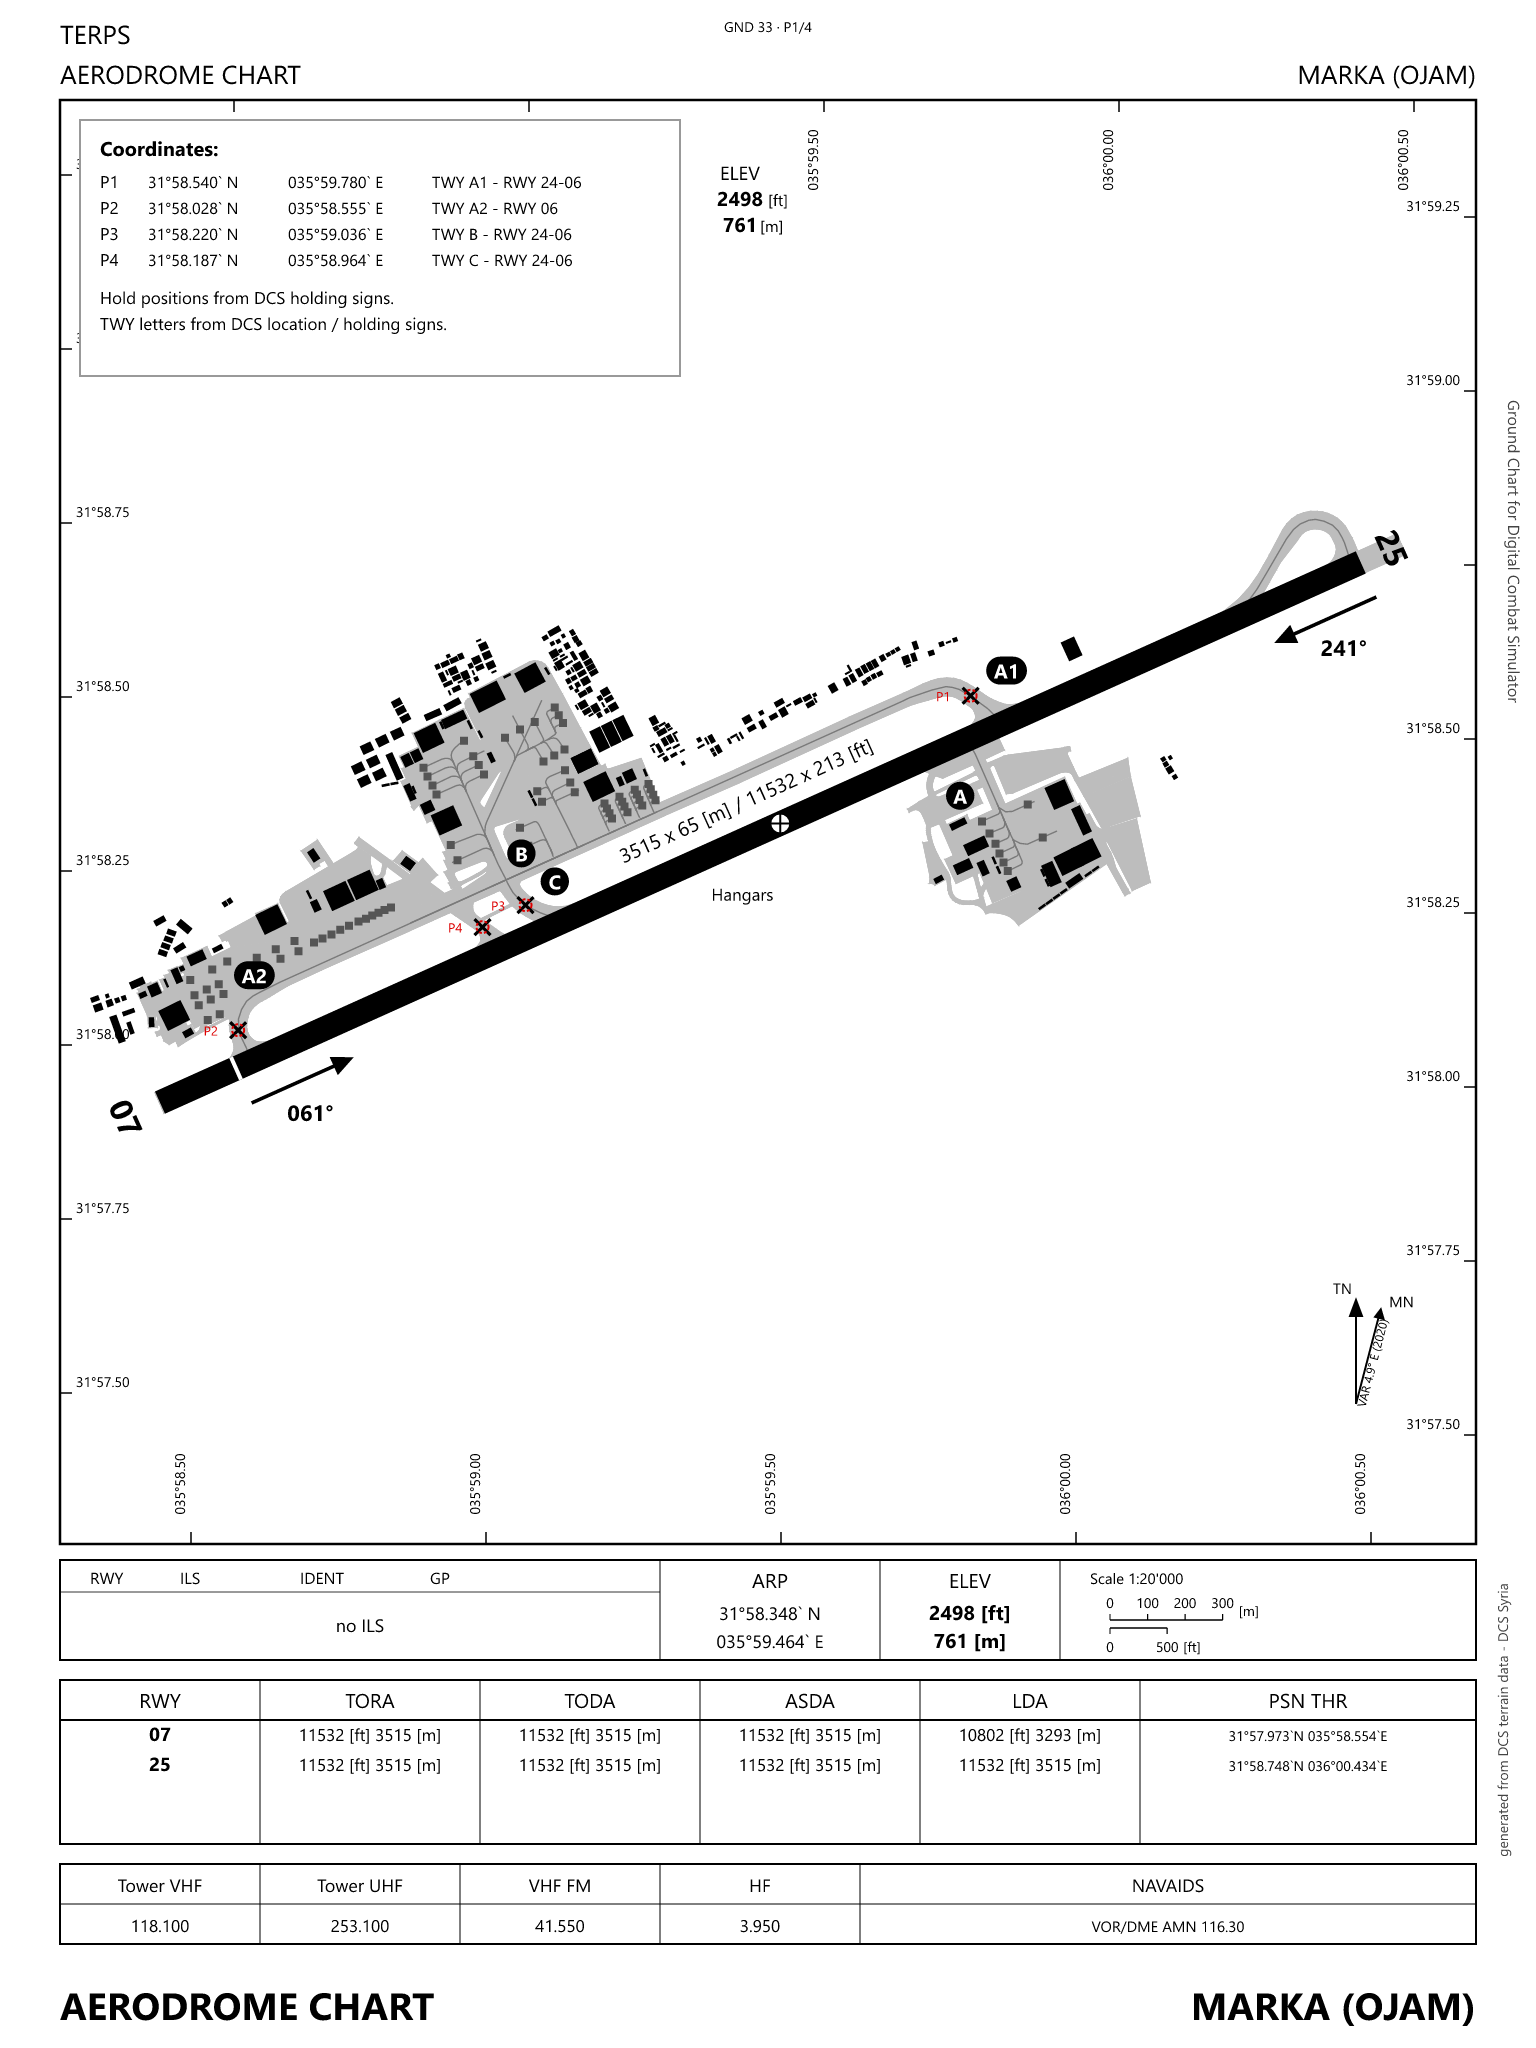 GND 33 · P1/4
TERPS
AERODROME CHART
MARKA (OJAM)
Coordinates:
P1 31°58.540` N 035°59.780` E TWY A1 - RWY 24-06
P2 31°58.028` N 035°58.555` E TWY A2 - RWY 06
P3 31°58.220` N 035°59.036` E TWY B - RWY 24-06
P4 31°58.187` N 035°58.964` E TWY C - RWY 24-06
Hold positions from DCS holding signs.
TWY letters from DCS location / holding signs.
ELEV
2498 [ft]
761 [m]
035°59.50
036°00.00
036°00.50
31°59.25
31°59.00
31°58.75
31°58.50
31°58.50
31°58.25
31°58.25
31°58.00
31°57.75
31°57.75
31°57.50
31°57.50
25
241°
A1
P1
3515 x 65 [m] / 11532 x 213 [ft]
A
B
C
P3
P4
Hangars
A2
P2
061°
07
TN
MN
VAR 4.9° E (2020)
035°58.50
035°59.00
035°59.50
036°00.00
036°00.50
Ground Chart for Digital Combat Simulator
RWY ILS IDENT GP
no ILS
ARP
31°58.348` N
035°59.464` E
ELEV
2498 [ft]
761 [m]
Scale 1:20'000
0 100 200 300 [m]
0 500 [ft]
RWY TORA TODA ASDA LDA PSN THR
07 11532 [ft] 3515 [m] 11532 [ft] 3515 [m] 11532 [ft] 3515 [m] 10802 [ft] 3293 [m] 31°57.973`N 035°58.554`E
25 11532 [ft] 3515 [m] 11532 [ft] 3515 [m] 11532 [ft] 3515 [m] 11532 [ft] 3515 [m] 31°58.748`N 036°00.434`E
generated from DCS terrain data - DCS Syria
Tower VHF Tower UHF VHF FM HF NAVAIDS
118.100 253.100 41.550 3.950 VOR/DME AMN 116.30
AERODROME CHART
MARKA (OJAM)